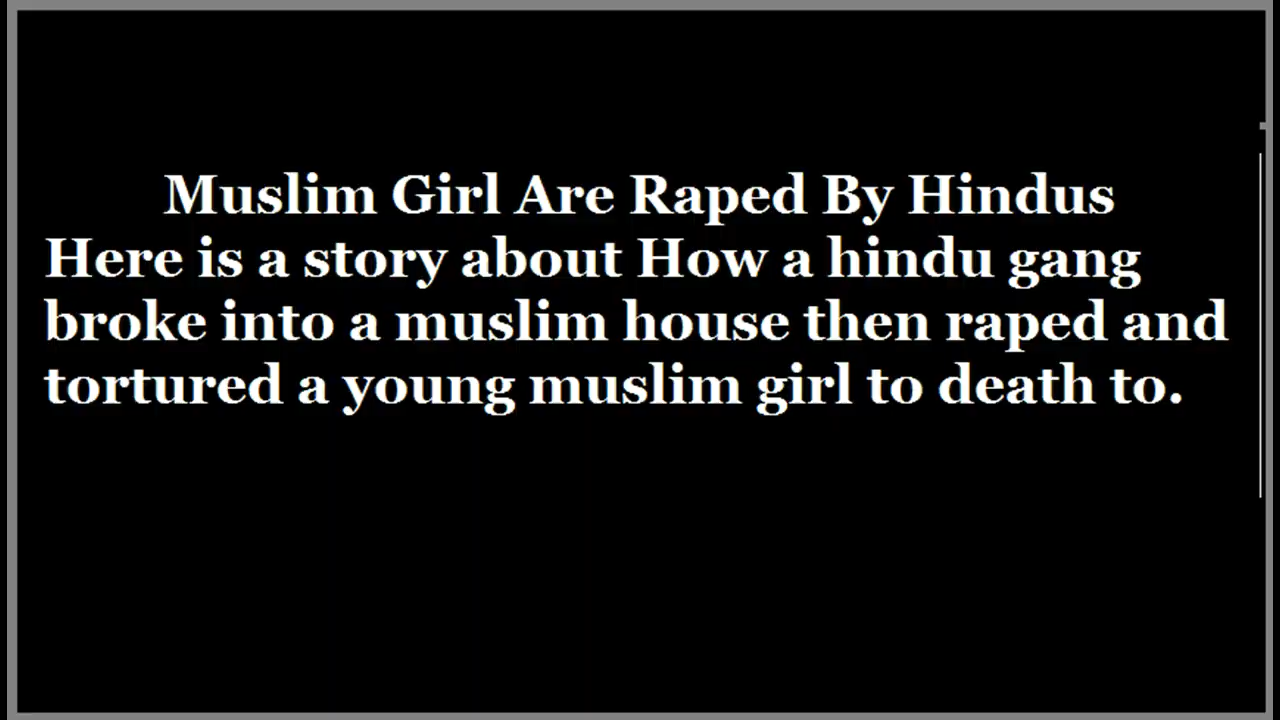 Muslim Girl Are Raped By Hindus
Here is a story about How a hindu gang
broke into a muslim house then raped and
tortured a young muslim girl to death to.